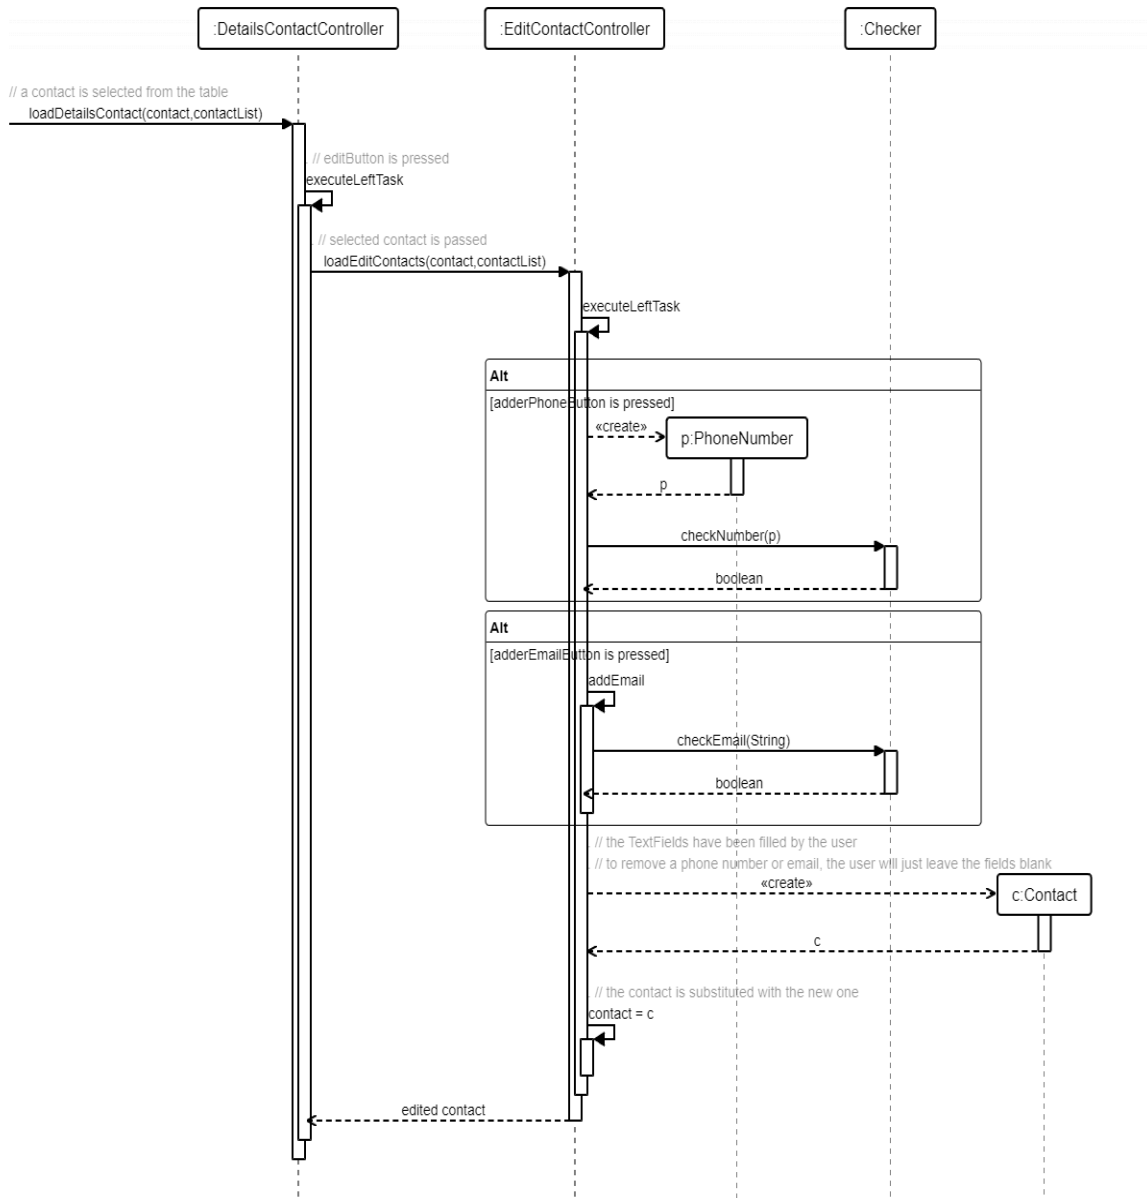 :DetailsContactController
:EditContactController
:Checker
// a contact is selected from the table
loadDetailsContact(contact,contactList)
// editButton is pressed
executeLeftTask
// selected contact is passed
loadEditContacts(contact,contactList)
executeLeftTask
Alt
[adderPhoneButton is pressed]
«create»
p:PhoneNumber
p
checkNumber(p)
boolean
Alt
[adderEmailButton is pressed]
addEmail
checkEmail(String)
boolean
// the TextFields have been filled by the user
// to remove a phone number or email, the user will just leave the fields blank
«create»
c:Contact
c
// the contact is substituted with the new one
contact = c
edited contact